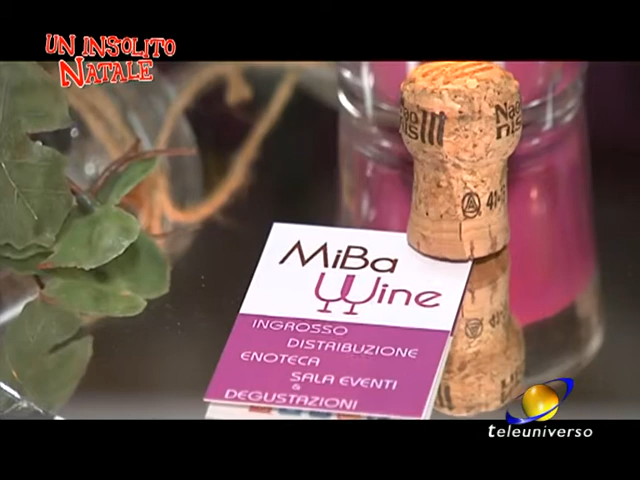 UN INSOLITO
NATALE
MiBa
Wine
INGROSSO
DISTRIBUZIONE
ENOTECA
SALA EVENTI
&
DEGUSTAZIONI
teleuniverso